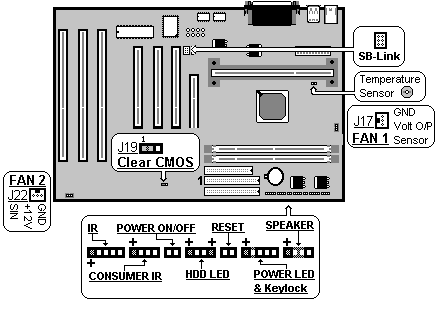 SB-Link
Temperature
Sensor
J17
GND
Volt O/P
FAN 1 Sensor
J19
1
Clear CMOS
FAN 2
J22
GND
+12V
SIN
1
IR
POWER ON/OFF
RESET
SPEAKER
+
+
+
+
+
CONSUMER IR
HDD LED
POWER LED
& Keylock